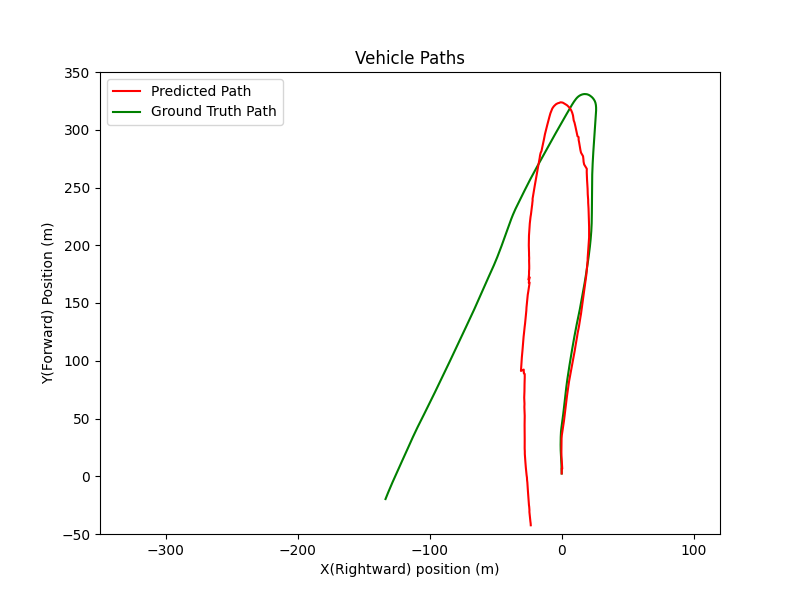 Vehicle Paths
Predicted Path
Ground Truth Path
350
300
250
200
150
100
50
0
−50
Y(Forward) Position (m)
−300
−200
−100
0
100
X(Rightward) position (m)